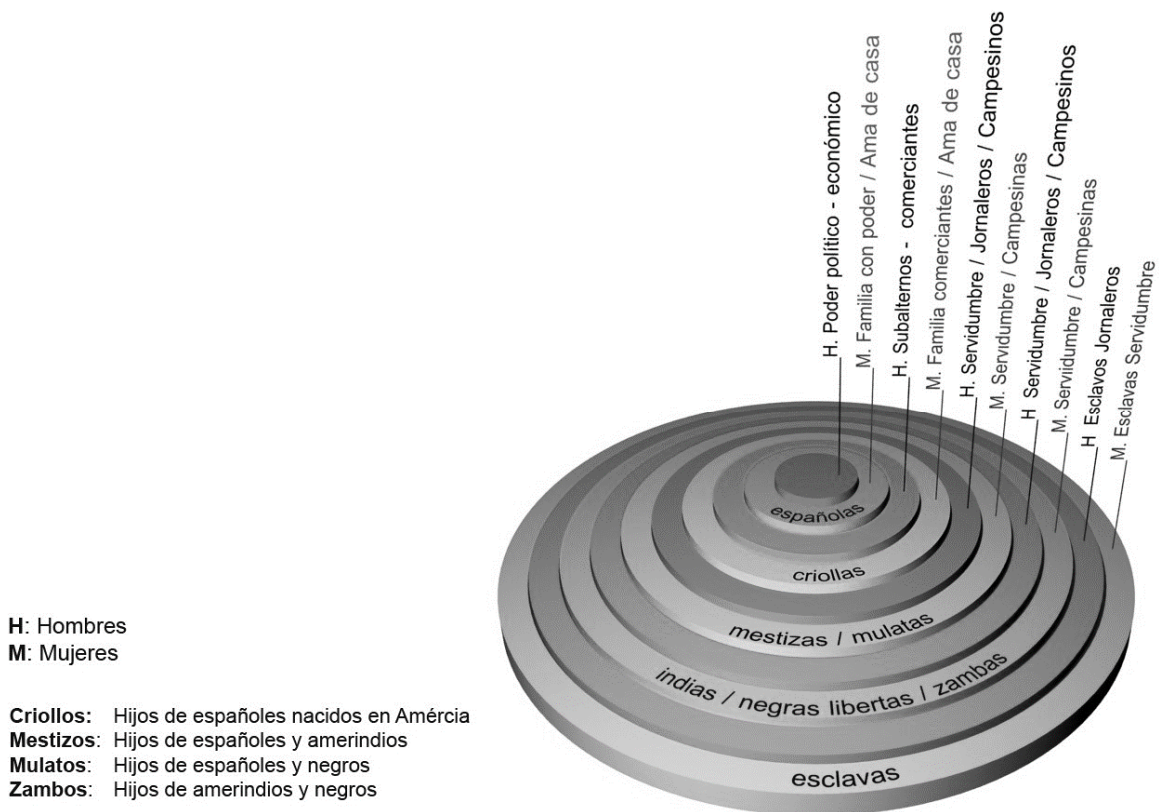 H. Poder político - económico
M. Familia con poder / Ama de casa
H. Subalternos - comerciantes
M. Familia comerciantes / Ama de casa
H. Servidumbre / Jornaleros / Campesinos
M. Servidumbre / Campesinas
H Servidumbre / Jornaleros / Campesinos
M. Serviidumbre / Campesinas
H Esclavos Jornaleros
M. Esclavas Servidumbre
españolas
criollas
mestizas / mulatas
indias / negras libertas / zambas
esclavas
H: Hombres
M: Mujeres
Criollos: Hijos de españoles nacidos en Amércia
Mestizos: Hijos de españoles y amerindios
Mulatos: Hijos de españoles y negros
Zambos: Hijos de amerindios y negros